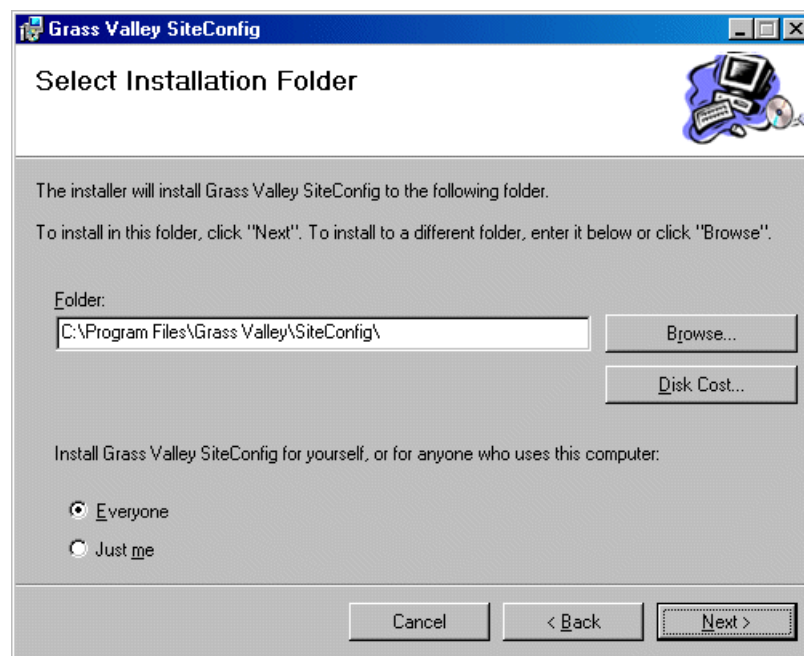 Grass Valley SiteConfig
Select Installation Folder
The installer will install Grass Valley SiteConfig to the following folder.
To install in this folder, click "Next". To install to a different folder, enter it below or click "Browse".
Folder:
C:\Program Files\Grass Valley\SiteConfig\
Browse...
Disk Cost...
Install Grass Valley SiteConfig for yourself, or for anyone who uses this computer:
Everyone
Just me
Cancel
< Back
Next >